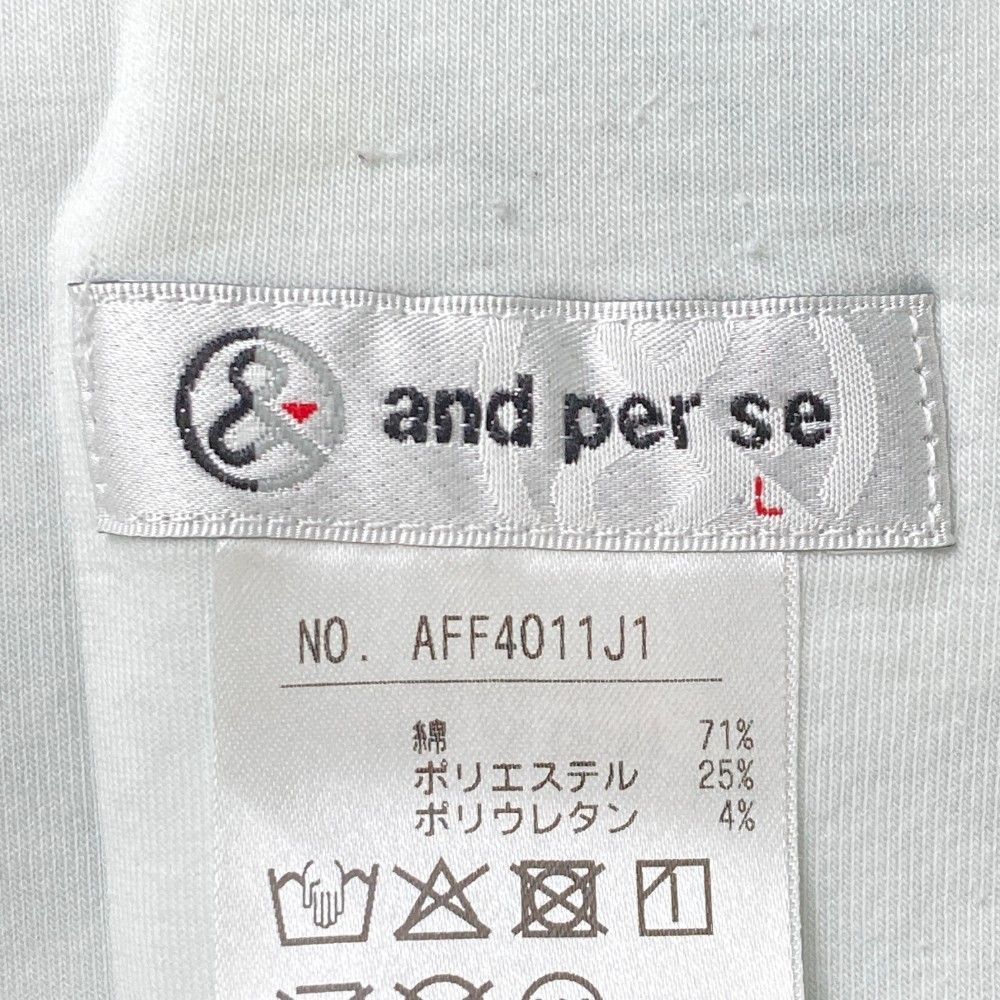 & and per se
L
NO. AFF4011J1
綿 71%
ポリエステル 25%
ポリウレタン 4%